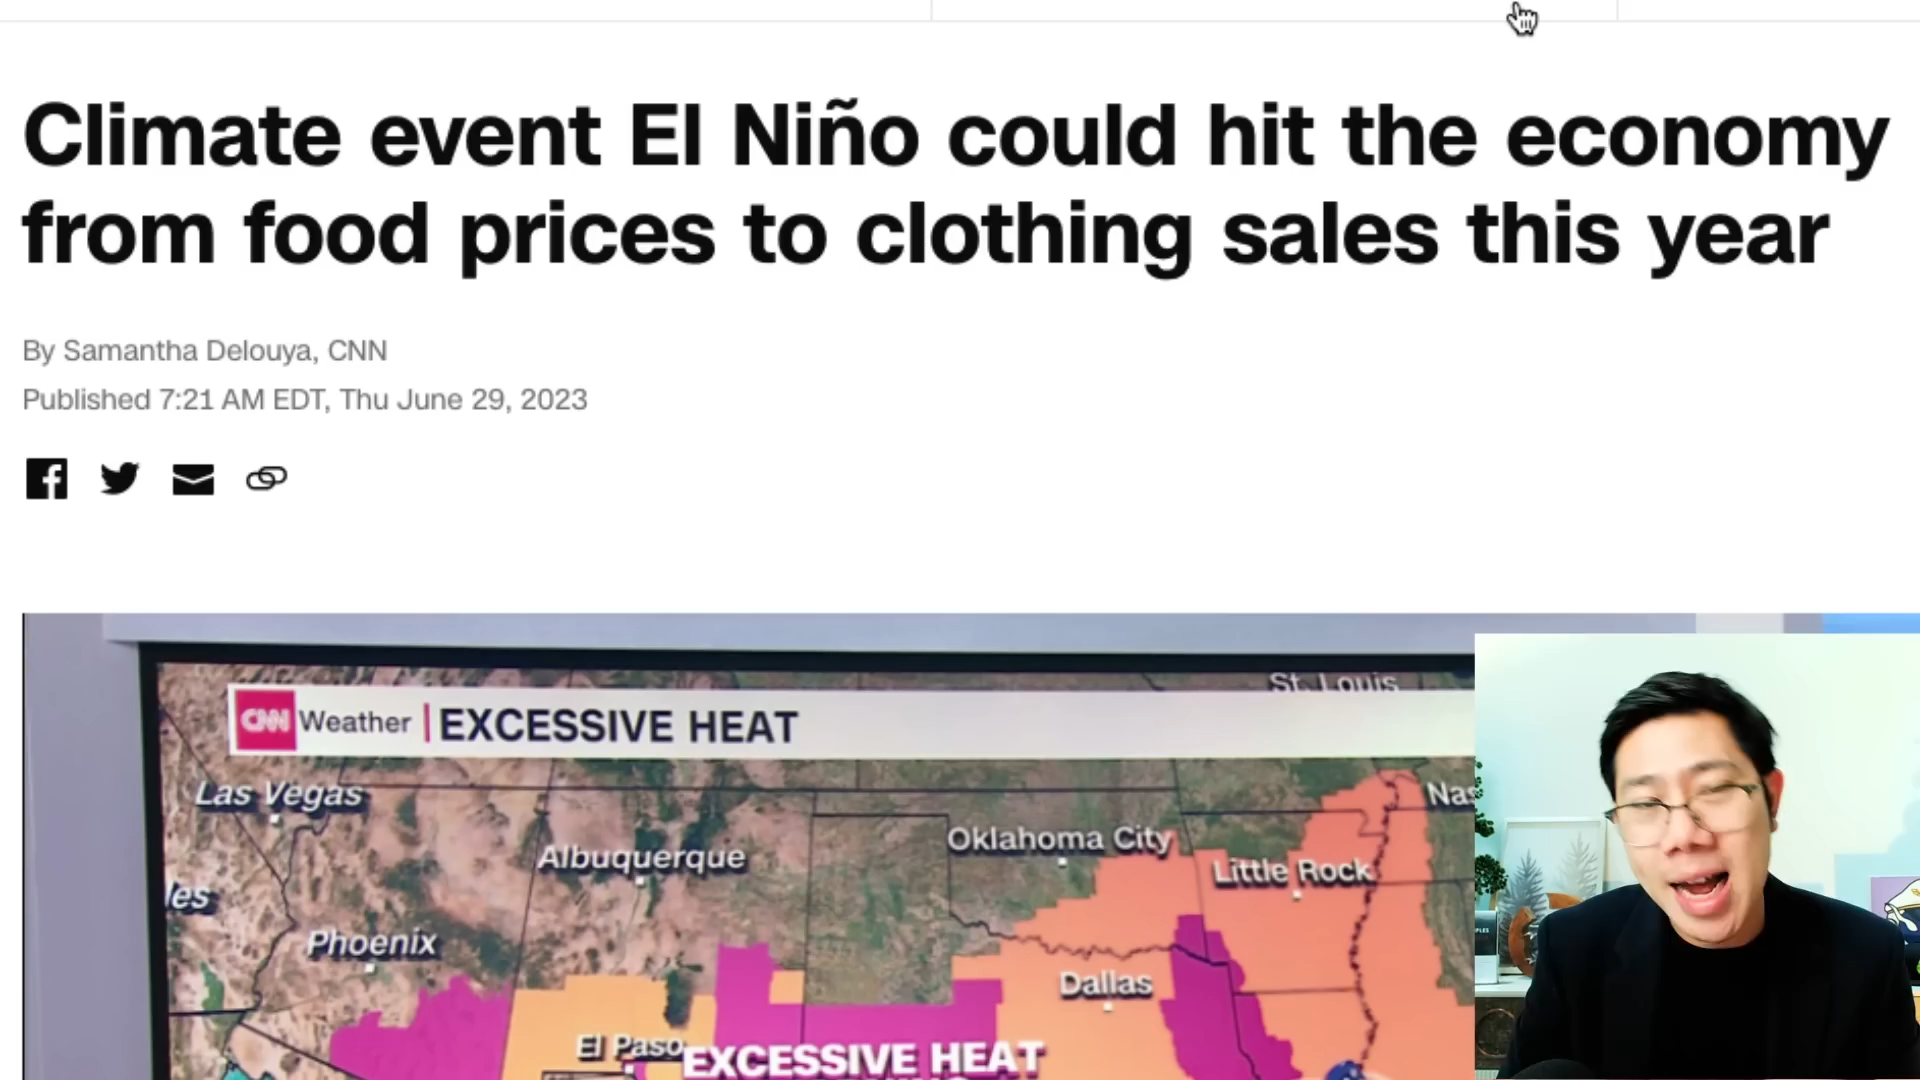 Climate event El Niño could hit the economy
from food prices to clothing sales this year
By Samantha Delouya, CNN
Published 7:21 AM EDT, Thu June 29, 2023
St. Louis
CNN Weather | EXCESSIVE HEAT
Las Vegas
Nas
Oklahoma City
Albuquerque
Little Rock
les
Phoenix
Dallas
El Paso
EXCESSIVE HEAT